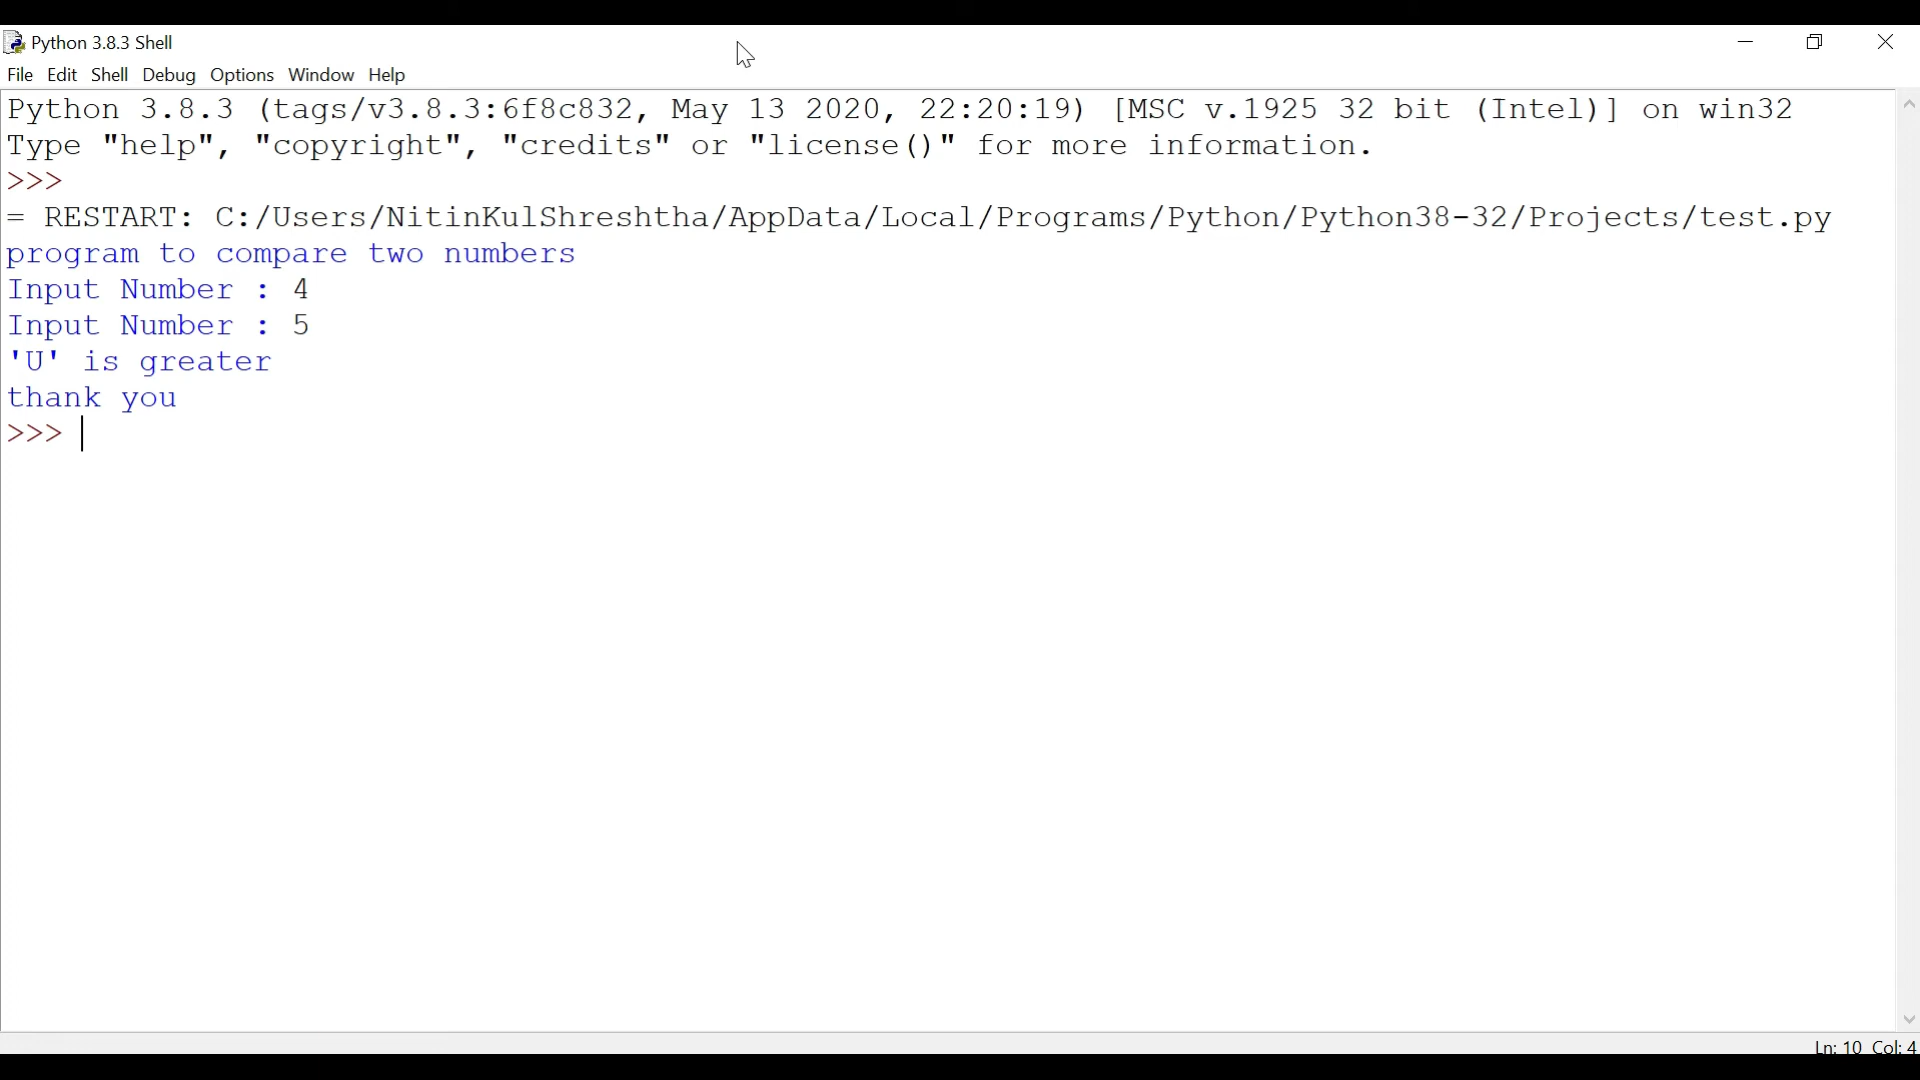 Python 3.8.3 Shell
File Edit Shell Debug Options Window Help
Python 3.8.3 (tags/v3.8.3:6f8c832, May 13 2020, 22:20:19) [MSC v.1925 32 bit (Intel)] on win32
Type "help", "copyright", "credits" or "license()" for more information.
>>>
= RESTART: C:/Users/NitinKulShreshtha/AppData/Local/Programs/Python/Python38-32/Projects/test.py
program to compare two numbers
Input Number : 4
Input Number : 5
'U' is greater
thank you
>>>
Ln: 10 Col: 4